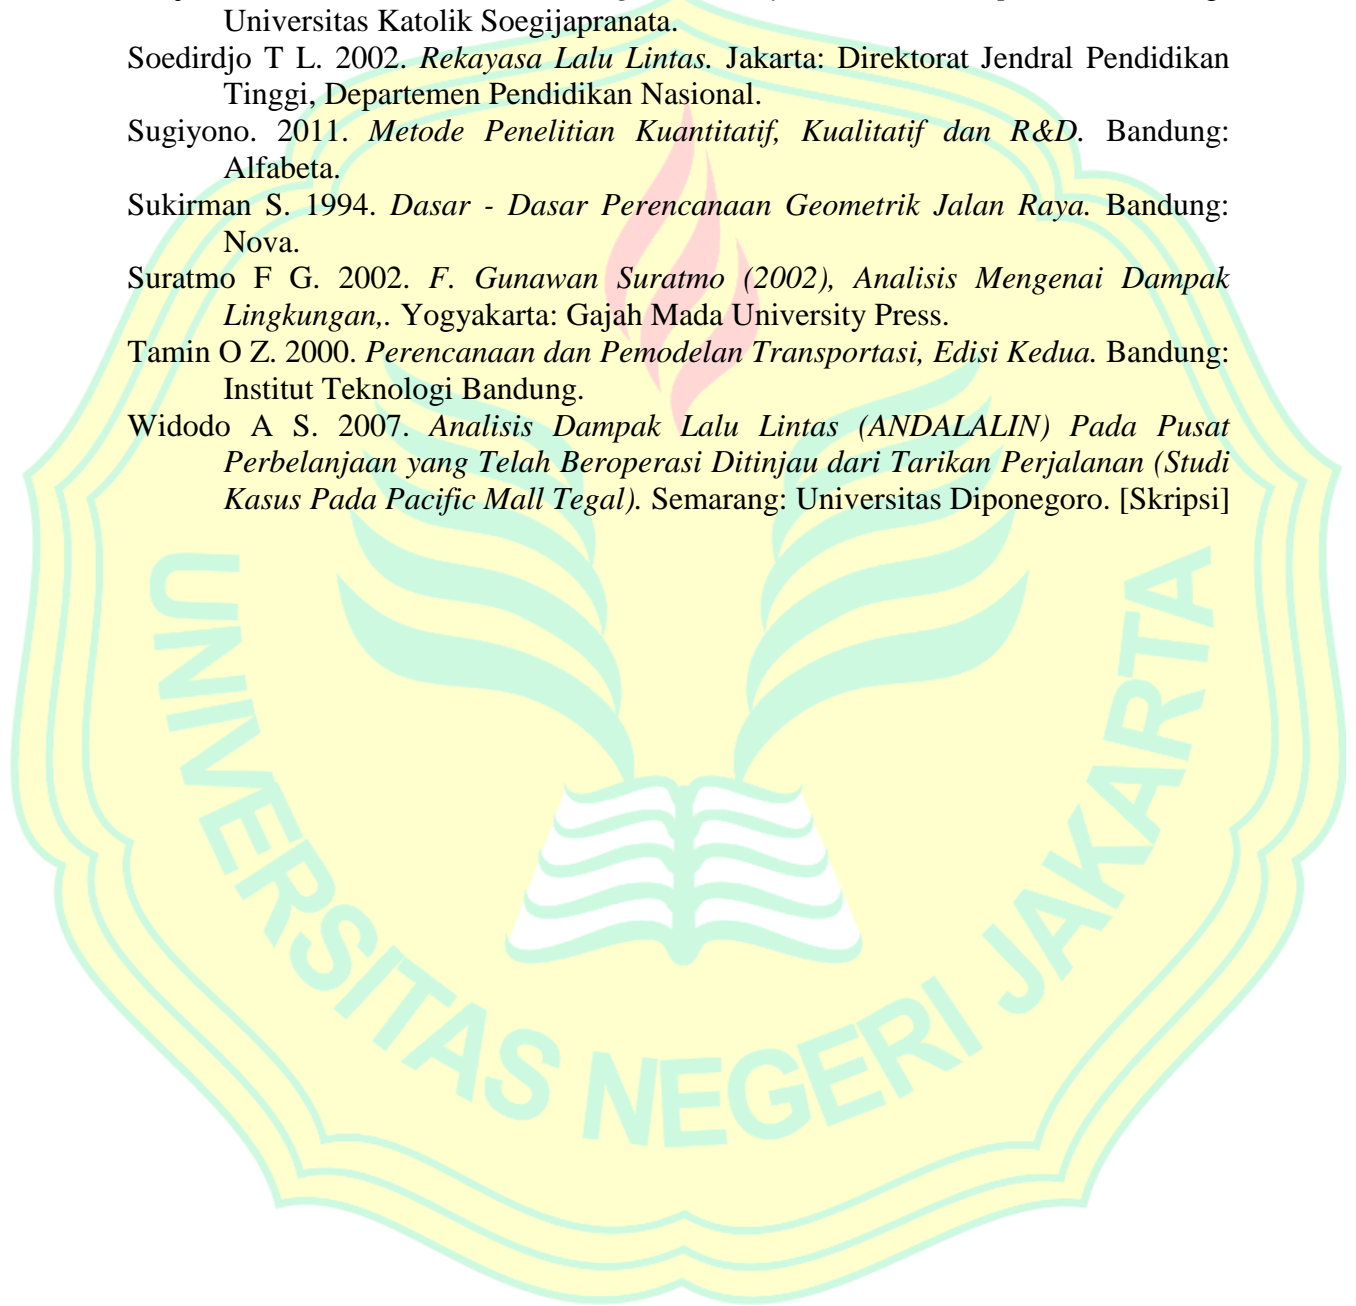 Universitas Katolik Soegijapranata.
Soedirdjo T L. 2002. Rekayasa Lalu Lintas. Jakarta: Direktorat Jendral Pendidikan
Tinggi, Departemen Pendidikan Nasional.
Sugiyono. 2011. Metode Penelitian Kuantitatif, Kualitatif dan R&D. Bandung:
Alfabeta.
Sukirman S. 1994. Dasar - Dasar Perencanaan Geometrik Jalan Raya. Bandung:
Nova.
Suratmo F G. 2002. F. Gunawan Suratmo (2002), Analisis Mengenai Dampak
Lingkungan,. Yogyakarta: Gajah Mada University Press.
Tamin O Z. 2000. Perencanaan dan Pemodelan Transportasi, Edisi Kedua. Bandung:
Institut Teknologi Bandung.
Widodo A S. 2007. Analisis Dampak Lalu Lintas (ANDALALIN) Pada Pusat
Perbelanjaan yang Telah Beroperasi Ditinjau dari Tarikan Perjalanan (Studi
Kasus Pada Pacific Mall Tegal). Semarang: Universitas Diponegoro. [Skripsi]
UNIVERSITAS NEGERI JAKARTA